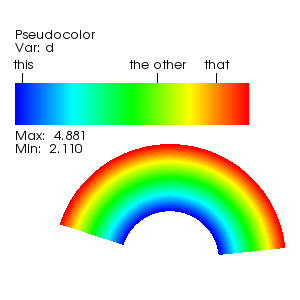 Pseudocolor
Var: d
this the other that
Max: 4.881
Min: 2.110